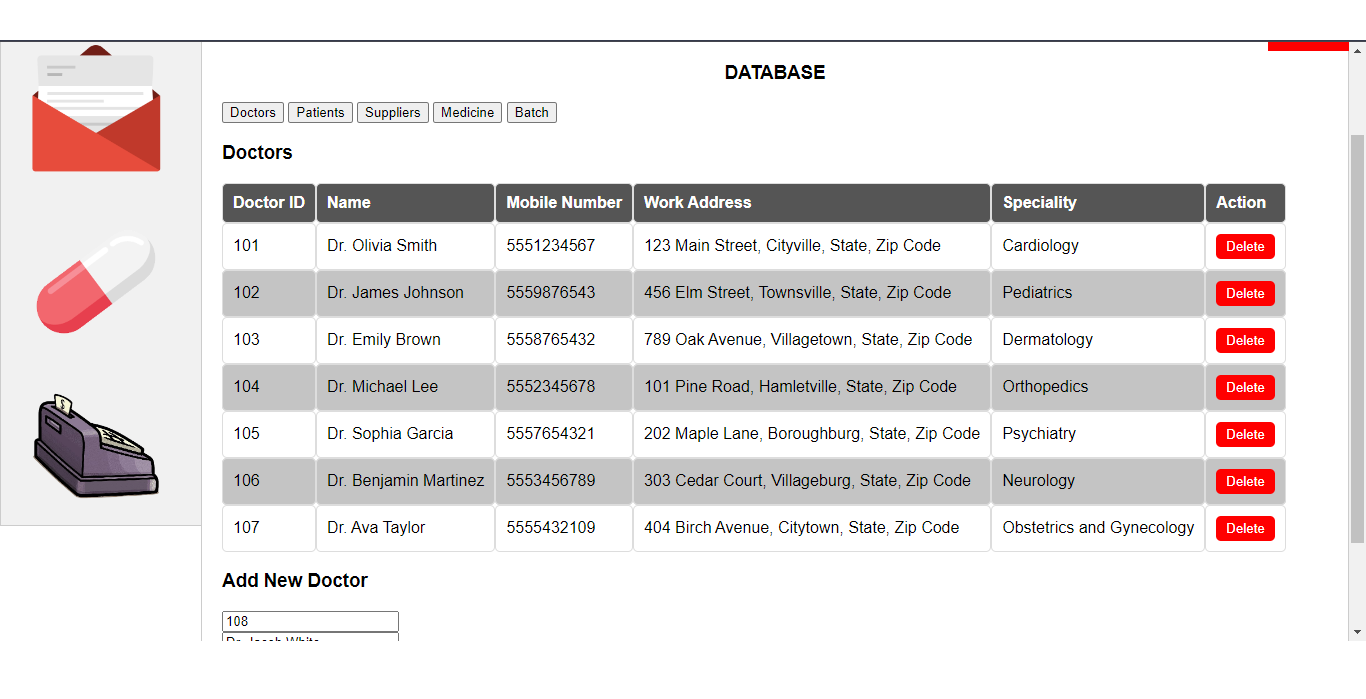 DATABASE
Doctors Patients Suppliers Medicine Batch
Doctors
Doctor ID Name Mobile Number Work Address Speciality Action
101 Dr. Olivia Smith 5551234567 123 Main Street, Cityville, State, Zip Code Cardiology Delete
102 Dr. James Johnson 5559876543 456 Elm Street, Townsville, State, Zip Code Pediatrics Delete
103 Dr. Emily Brown 5558765432 789 Oak Avenue, Villagetown, State, Zip Code Dermatology Delete
104 Dr. Michael Lee 5552345678 101 Pine Road, Hamletville, State, Zip Code Orthopedics Delete
105 Dr. Sophia Garcia 5557654321 202 Maple Lane, Boroughburg, State, Zip Code Psychiatry Delete
106 Dr. Benjamin Martinez 5553456789 303 Cedar Court, Villageburg, State, Zip Code Neurology Delete
107 Dr. Ava Taylor 5555432109 404 Birch Avenue, Citytown, State, Zip Code Obstetrics and Gynecology Delete
Add New Doctor
108